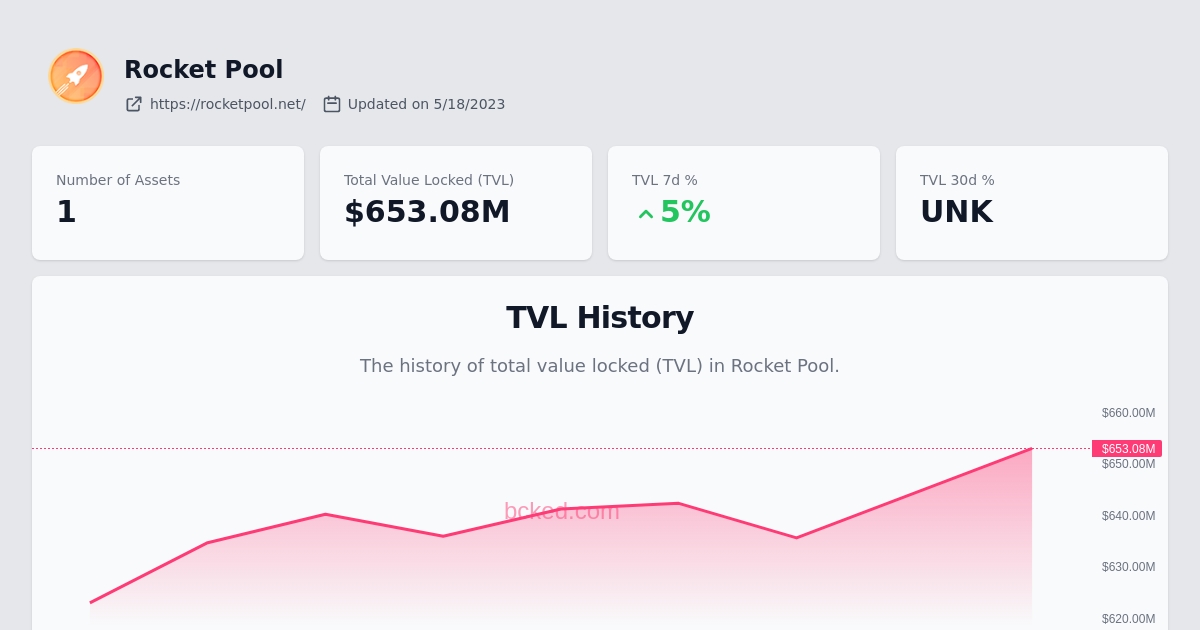 Rocket Pool
https://rocketpool.net/ Updated on 5/18/2023
Number of Assets
1
Total Value Locked (TVL)
$653.08M
TVL 7d %
5%
TVL 30d %
UNK
TVL History
The history of total value locked (TVL) in Rocket Pool.
$660.00M
$653.08M
$650.00M
bcked.com
$640.00M
$630.00M
$620.00M